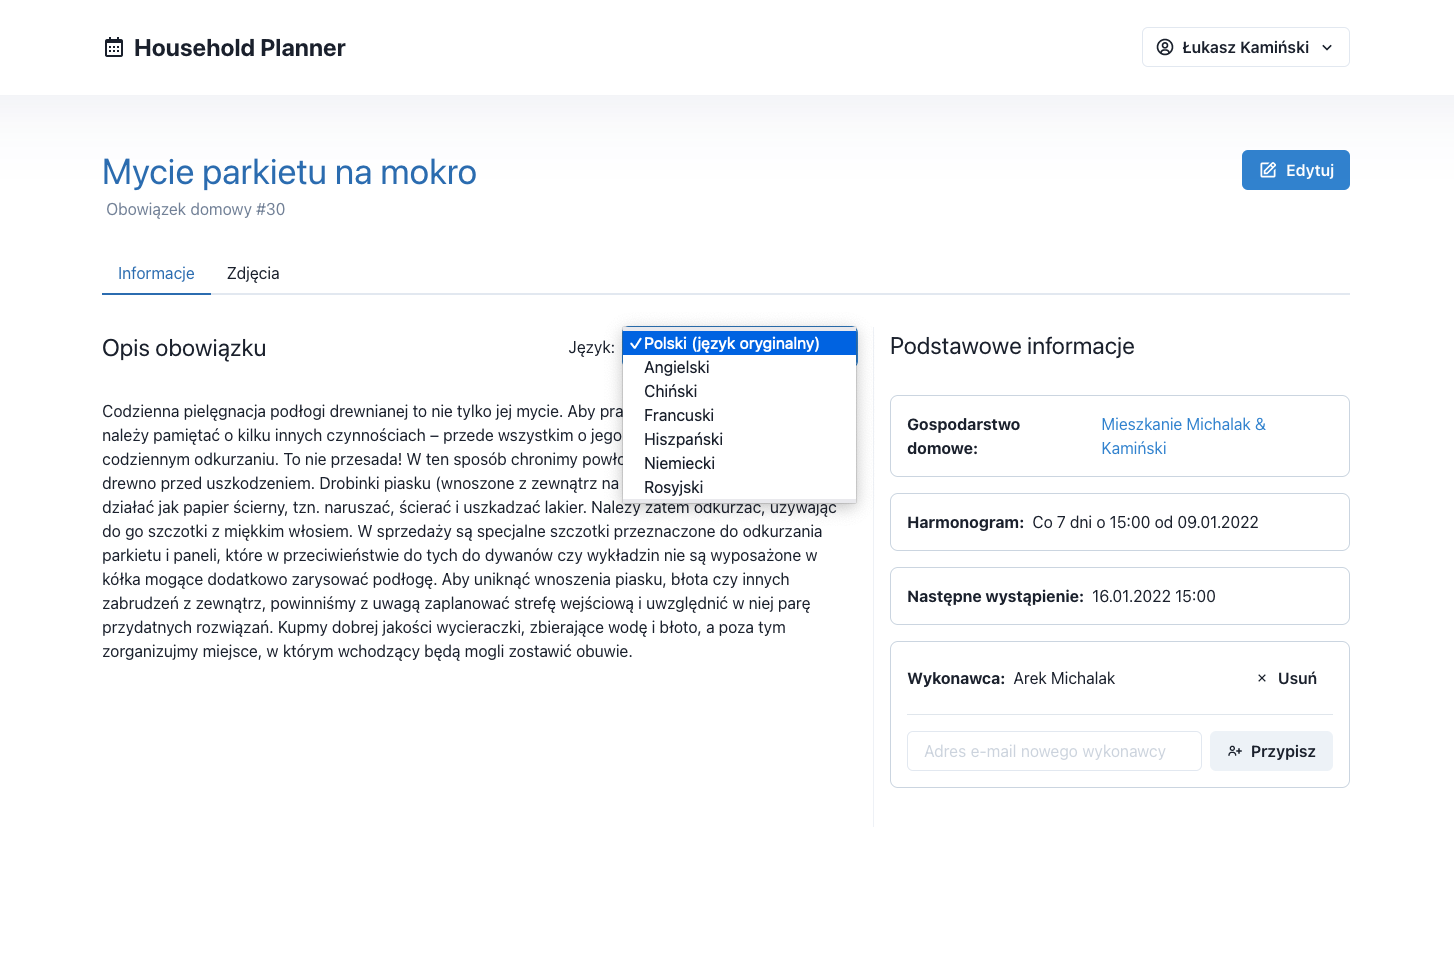 Household Planner
Łukasz Kamiński
Mycie parkietu na mokro
Edytuj
Obowiązek domowy #30
Informacje
Zdjęcia
Opis obowiązku
Język:
Polski (język oryginalny)
Angielski
Chiński
Francuski
Hiszpański
Niemiecki
Rosyjski
Codzienna pielęgnacja podłogi drewnianej to nie tylko jej mycie. Aby
należy pamiętać o kilku innych czynnościach – przede wszystkim o jego
codziennym odkurzaniu. To nie przesada! W ten sposób chronimy
drewno przed uszkodzeniem. Drobinki piasku (wnoszone z zewnątrz na
działać jak papier ścierny, tzn. naruszać, ścierać i uszkadzać lakier. Należy zatem odkurzać, używając
do go szczotki z miękkim włosiem. W sprzedaży są specjalne szczotki przeznaczone do odkurzania
parkietu i paneli, które w przeciwieństwie do tych do dywanów czy wykładzin nie są wyposażone w
kółka mogące dodatkowo zarysować podłogę. Aby uniknąć wnoszenia piasku, błota czy innych
zabrudzeń z zewnątrz, powinniśmy z uwagą zaplanować strefę wejściową i uwzględnić w niej parę
przydatnych rozwiązań. Kupmy dobrej jakości wycieraczki, zbierające wodę i błoto, a poza tym
zorganizujmy miejsce, w którym wchodzący będą mogli zostawić obuwie.
Podstawowe informacje
Gospodarstwo domowe:
Mieszkanie Michalak &
Kamiński
Harmonogram: Co 7 dni o 15:00 od 09.01.2022
Następne wystąpienie: 16.01.2022 15:00
Wykonawca: Arek Michalak
Usuń
Adres e-mail nowego wykonawcy
Przypisz